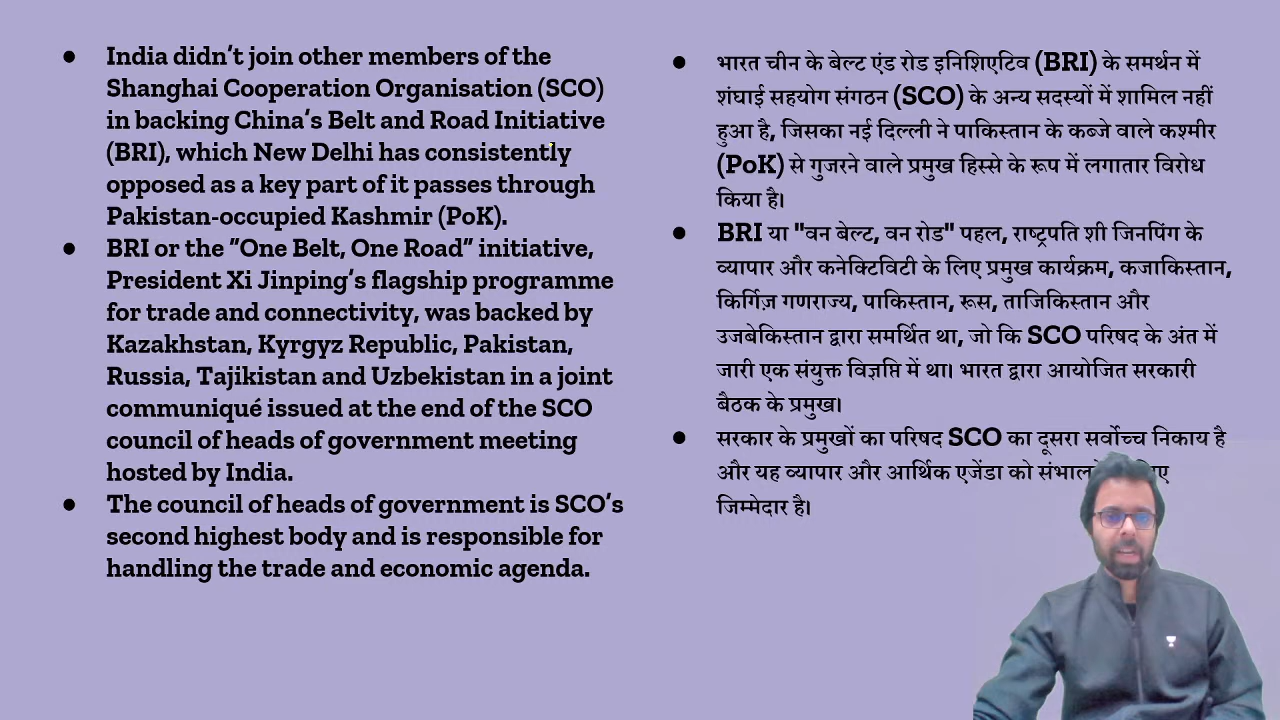 ● India didn't join other members of the
Shanghai Cooperation Organisation (SCO)
in backing China's Belt and Road Initiative
(BRI), which New Delhi has consistently
opposed as a key part of it passes through
Pakistan-occupied Kashmir (PoK).
● BRI or the “One Belt, One Road” initiative,
President Xi Jinping's flagship programme
for trade and connectivity, was backed by
Kazakhstan, Kyrgyz Republic, Pakistan,
Russia, Tajikistan and Uzbekistan in a joint
communiqué issued at the end of the SCO
council of heads of government meeting
hosted by India.
● The council of heads of government is SCO's
second highest body and is responsible for
handling the trade and economic agenda.
● भारत चीन के बेल्ट एंड रोड इनिशिएटिव (BRI) के समर्थन में
शंघाई सहयोग संगठन (SCO) के अन्य सदस्यों में शामिल नहीं
हुआ है, जिसका नई दिल्ली ने पाकिस्तान के कब्जे वाले कश्मीर
(PoK) से गुजरने वाले प्रमुख हिस्से के रूप में लगातार विरोध
किया है।
● BRI या "वन बेल्ट, वन रोड" पहल, राष्ट्रपति शी जिनपिंग के
व्यापार और कनेक्टिविटी के लिए प्रमुख कार्यक्रम, कजाकिस्तान,
किर्गिज़ गणराज्य, पाकिस्तान, रूस, ताजिकिस्तान और
उजबेकिस्तान द्वारा समर्थित था, जो कि SCO परिषद के अंत में
जारी एक संयुक्त विज्ञप्ति में था। भारत द्वारा आयोजित सरकारी
बैठक के प्रमुख।
● सरकार के प्रमुखों का परिषद SCO का दूसरा सर्वोच्च निकाय है
और यह व्यापार और आर्थिक एजेंडा को
जिम्मेदार है।